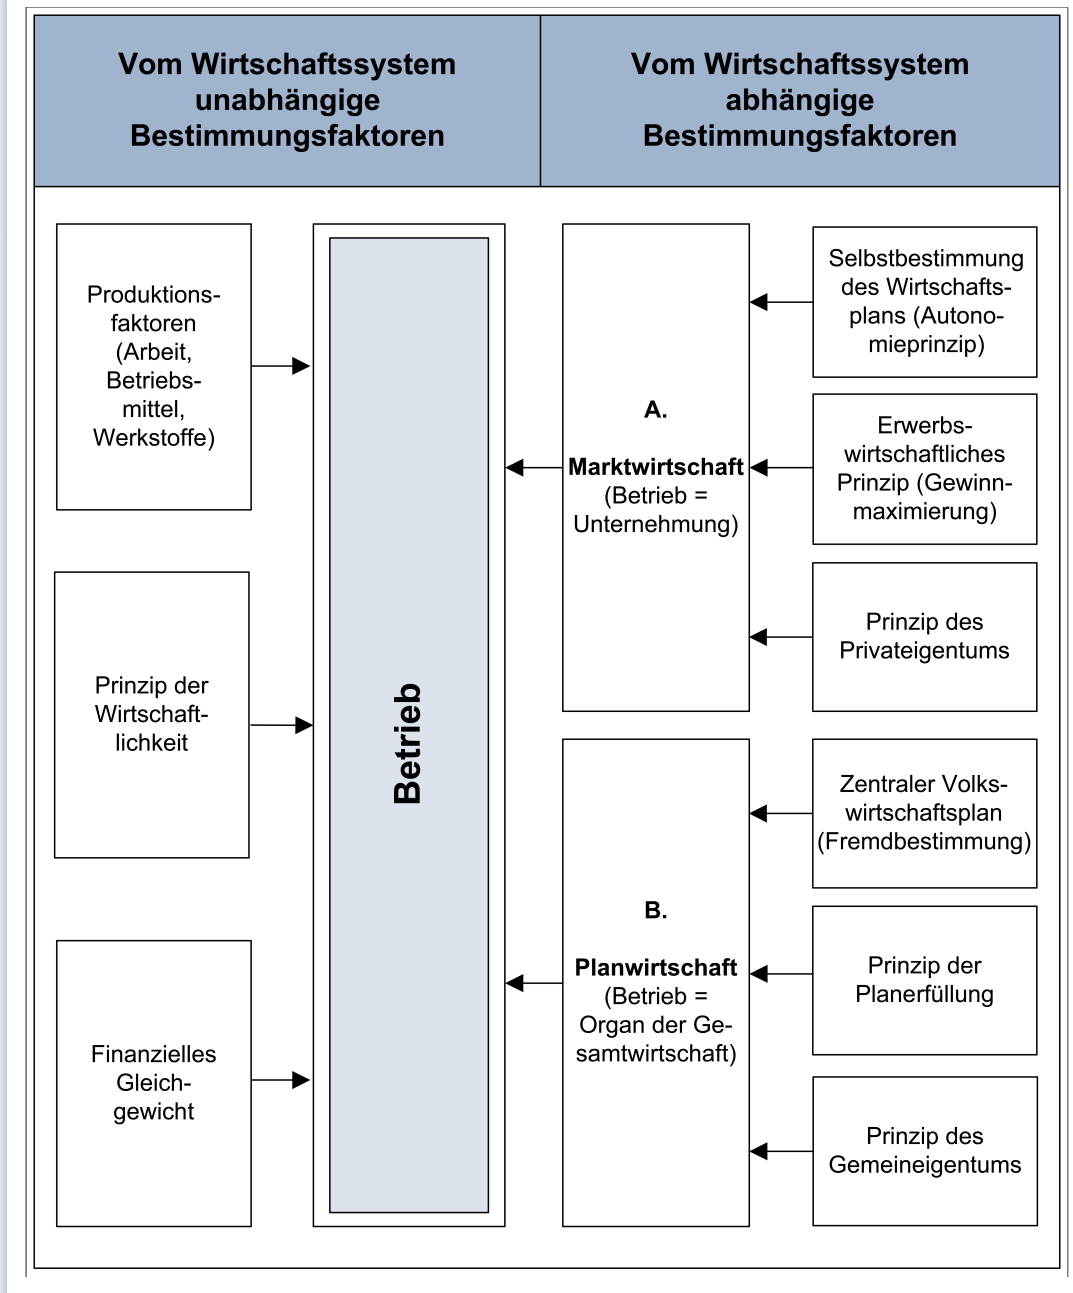 Vom Wirtschaftssystem
unabhängige
Bestimmungsfaktoren
Vom Wirtschaftssystem
abhängige
Bestimmungsfaktoren
Produktions-
faktoren
(Arbeit,
Betriebs-
mittel,
Werkstoffe)
Prinzip der
Wirtschaft-
lichkeit
Finanzielles
Gleich-
gewicht
Betrieb
A.
Marktwirtschaft
(Betrieb =
Unternehmung)
B.
Planwirtschaft
(Betrieb =
Organ der Ge-
samtwirtschaft)
Selbstbestimmung
des Wirtschafts-
plans (Autono-
mieprinzip)
Erwerbs-
wirtschaftliches
Prinzip (Gewinn-
maximierung)
Prinzip des
Privateigentums
Zentraler Volks-
wirtschaftsplan
(Fremdbestimmung)
Prinzip der
Planerfüllung
Prinzip des
Gemeineigentums